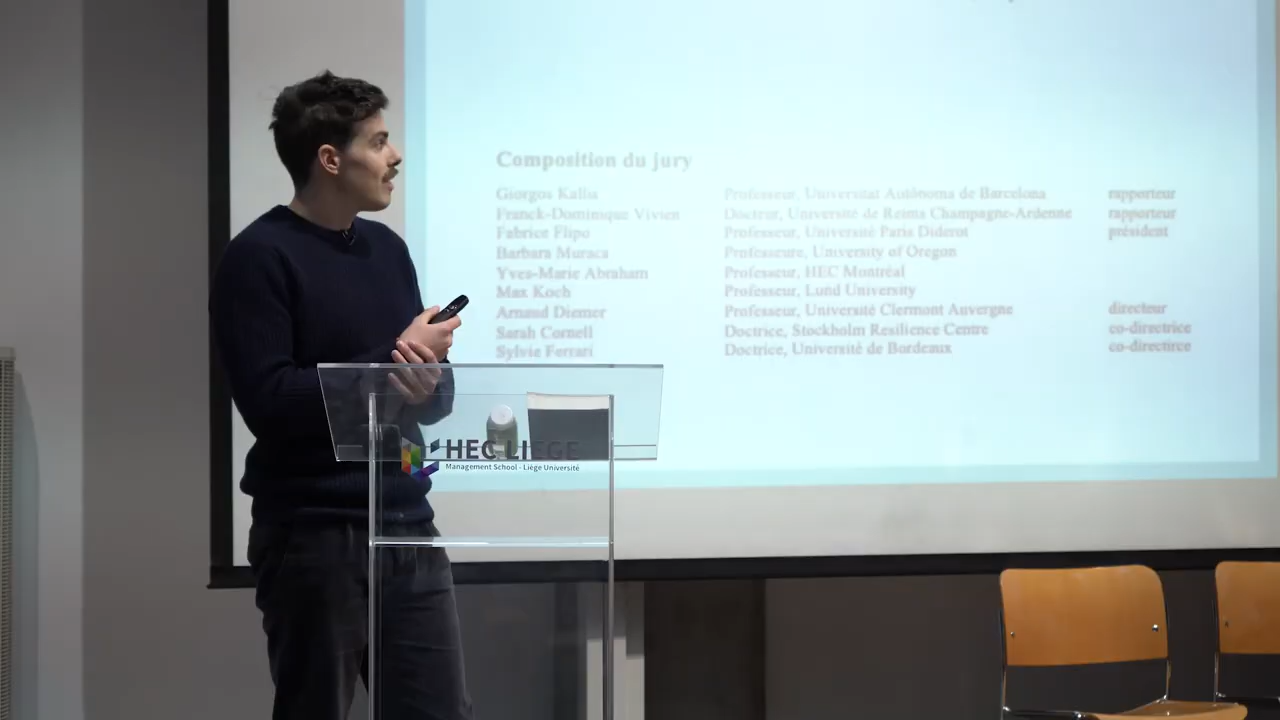 Composition du jury
Giorgos Kallis Professeur, Universitat Autònoma de Barcelona rapporteur
Franck-Dominique Vivien Docteur, Université de Reims Champagne-Ardenne rapporteur
Fabrice Flipo Professeur, Université Paris Diderot président
Barbara Muraca Professeure, University of Oregon
Yves-Marie Abraham Professeur, HEC Montréal
Max Koch Professeur, Lund University
Arnaud Diemer Professeur, Université Clermont Auvergne directeur
Sarah Cornell Doctrice, Stockholm Resilience Centre co-directrice
Sylvie Ferrari Doctrice, Université de Bordeaux co-directirce
HEC LIEGE
Management School - Liège Université